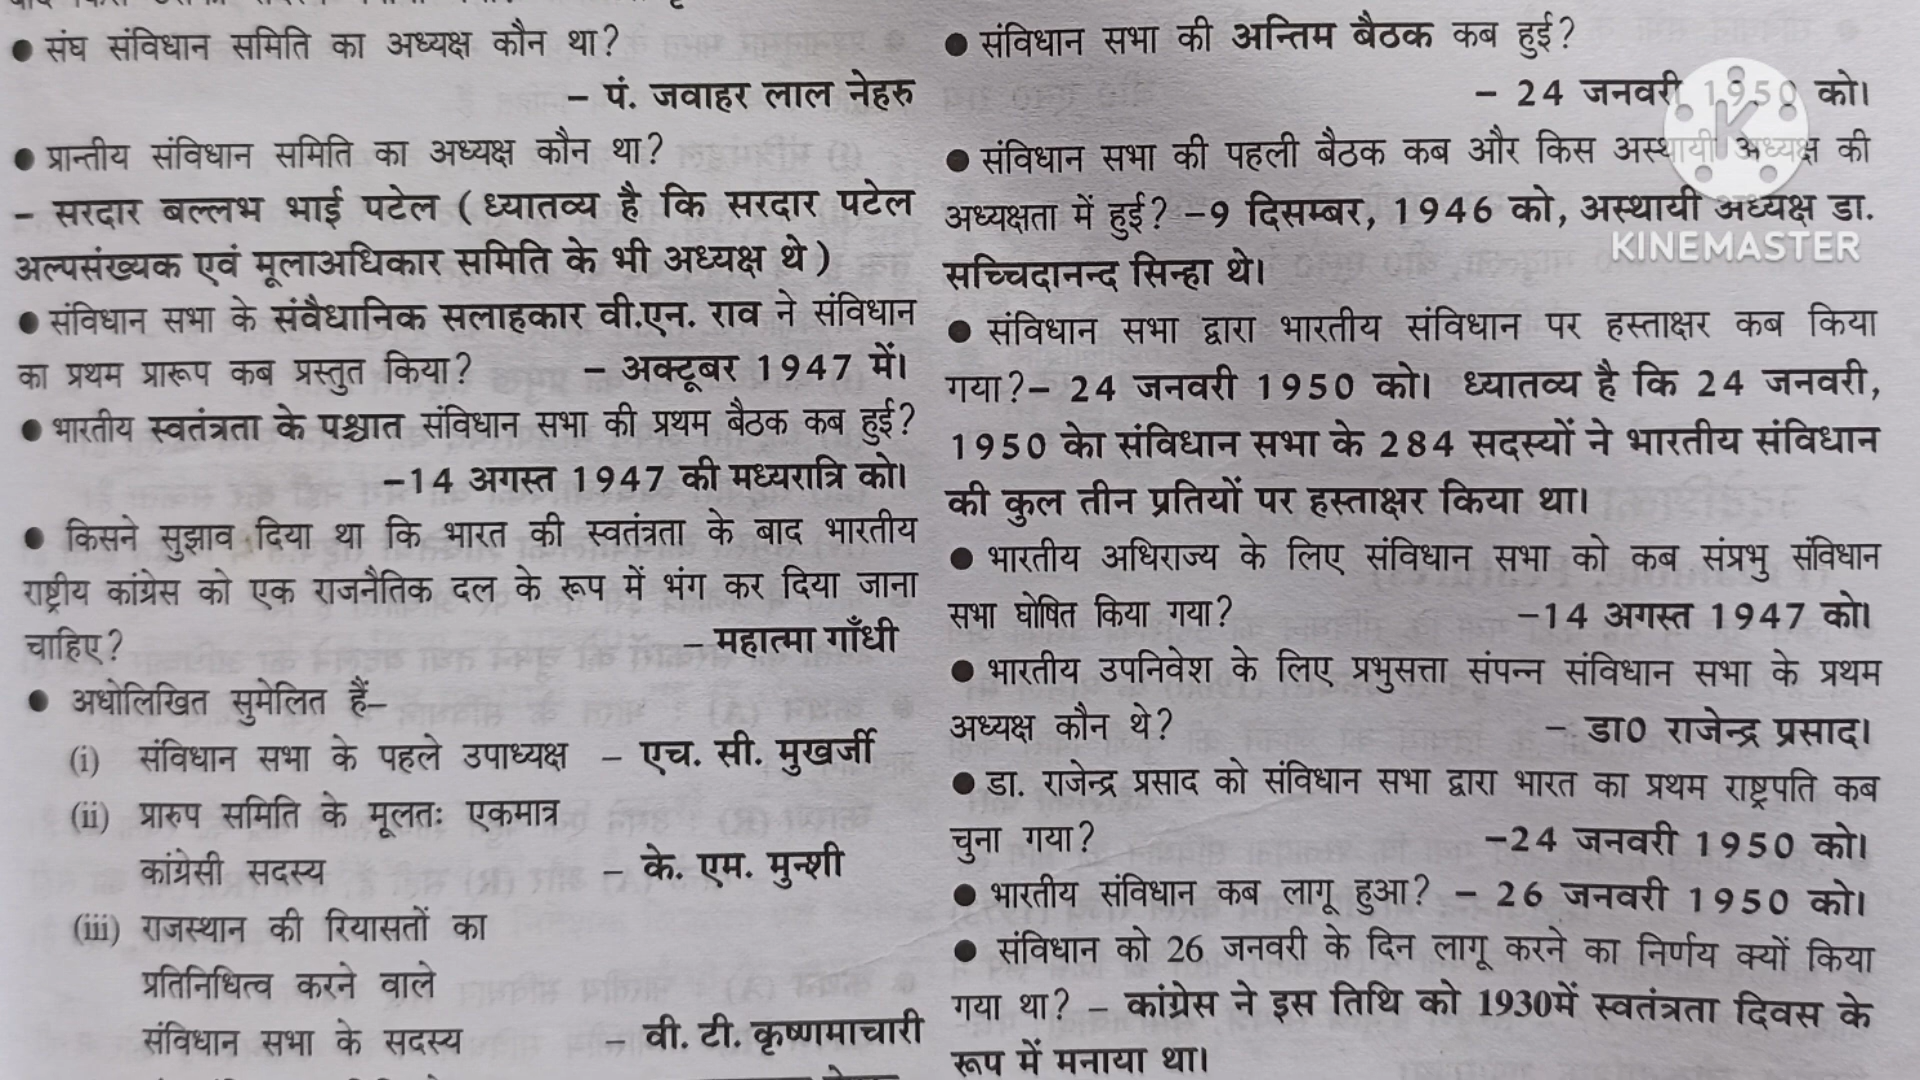 ● संघ संविधान समिति का अध्यक्ष कौन था?
– पं. जवाहर लाल नेहरु
● प्रान्तीय संविधान समिति का अध्यक्ष कौन था?
– सरदार बल्लभ भाई पटेल ( ध्यातव्य है कि सरदार पटेल
अल्पसंख्यक एवं मूलाअधिकार समिति के भी अध्यक्ष थे )
● संविधान सभा के संवैधानिक सलाहकार वी.एन. राव ने संविधान
का प्रथम प्रारूप कब प्रस्तुत किया? – अक्टूबर 1947 में।
● भारतीय स्वतंत्रता के पश्चात संविधान सभा की प्रथम बैठक कब हुई?
–14 अगस्त 1947 की मध्यरात्रि को।
● किसने सुझाव दिया था कि भारत की स्वतंत्रता के बाद भारतीय
राष्ट्रीय कांग्रेस को एक राजनैतिक दल के रूप में भंग कर दिया जाना
चाहिए? – महात्मा गाँधी
● अधोलिखित सुमेलित हैं–
(i) संविधान सभा के पहले उपाध्यक्ष – एच. सी. मुखर्जी
(ii) प्रारुप समिति के मूलतः एकमात्र
कांग्रेसी सदस्य – के. एम. मुन्शी
(iii) राजस्थान की रियासतों का
प्रतिनिधित्व करने वाले
संविधान सभा के सदस्य – वी. टी. कृष्णमाचारी
● संविधान सभा की अन्तिम बैठक कब हुई?
– 24 जनवरी 1950 को।
● संविधान सभा की पहली बैठक कब और किस अस्थायी अध्यक्ष की
अध्यक्षता में हुई? –9 दिसम्बर, 1946 को, अस्थायी अध्यक्ष डा.
सच्चिदानन्द सिन्हा थे।
● संविधान सभा द्वारा भारतीय संविधान पर हस्ताक्षर कब किया
गया?– 24 जनवरी 1950 को। ध्यातव्य है कि 24 जनवरी,
1950 केा संविधान सभा के 284 सदस्यों ने भारतीय संविधान
की कुल तीन प्रतियों पर हस्ताक्षर किया था।
● भारतीय अधिराज्य के लिए संविधान सभा को कब संप्रभु संविधान
सभा घोषित किया गया? –14 अगस्त 1947 को।
● भारतीय उपनिवेश के लिए प्रभुसत्ता संपन्न संविधान सभा के प्रथम
अध्यक्ष कौन थे? – डा0 राजेन्द्र प्रसाद।
● डा. राजेन्द्र प्रसाद को संविधान सभा द्वारा भारत का प्रथम राष्ट्रपति कब
चुना गया? –24 जनवरी 1950 को।
● भारतीय संविधान कब लागू हुआ? – 26 जनवरी 1950 को।
● संविधान को 26 जनवरी के दिन लागू करने का निर्णय क्यों किया
गया था? – कांग्रेस ने इस तिथि को 1930में स्वतंत्रता दिवस के
रूप में मनाया था।
K
KINEMASTER